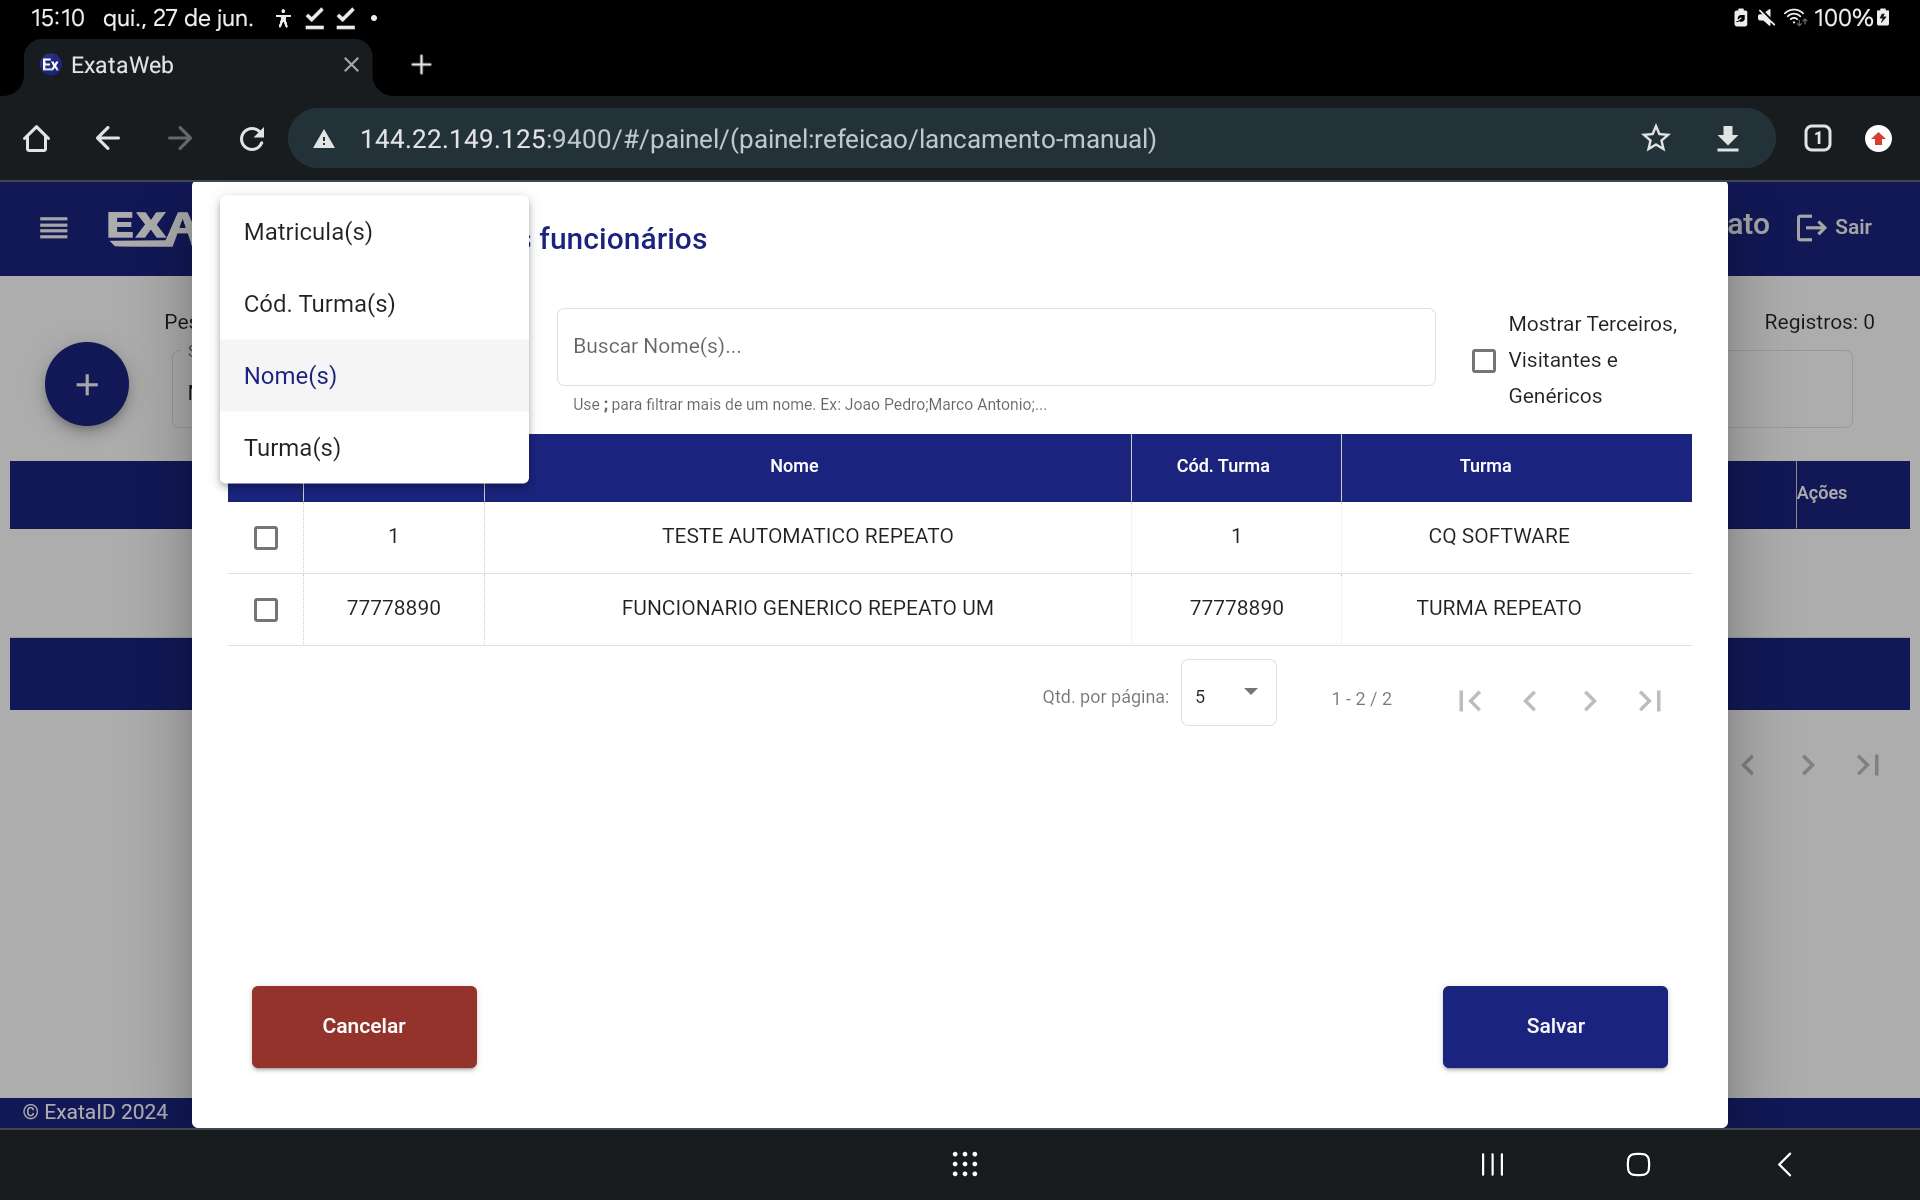 15:10 qui., 27 de jun. 100%
Ex ExataWeb
144.22.149.125:9400/#/painel/(painel:refeicao/lancamento-manual) 1
EXA ato Sair
Matricula(s)
Cód. Turma(s)
Nome(s)
Turma(s)
funcionários
Registros: 0
Buscar Nome(s)...
Use ; para filtrar mais de um nome. Ex: Joao Pedro;Marco Antonio;...
Mostrar Terceiros,
Visitantes e
Genéricos
Nome Cód. Turma Turma
Ações
1 TESTE AUTOMATICO REPEATO 1 CQ SOFTWARE
77778890 FUNCIONARIO GENERICO REPEATO UM 77778890 TURMA REPEATO
Qtd. por página: 5 1 - 2 / 2
Cancelar Salvar
© ExataID 2024